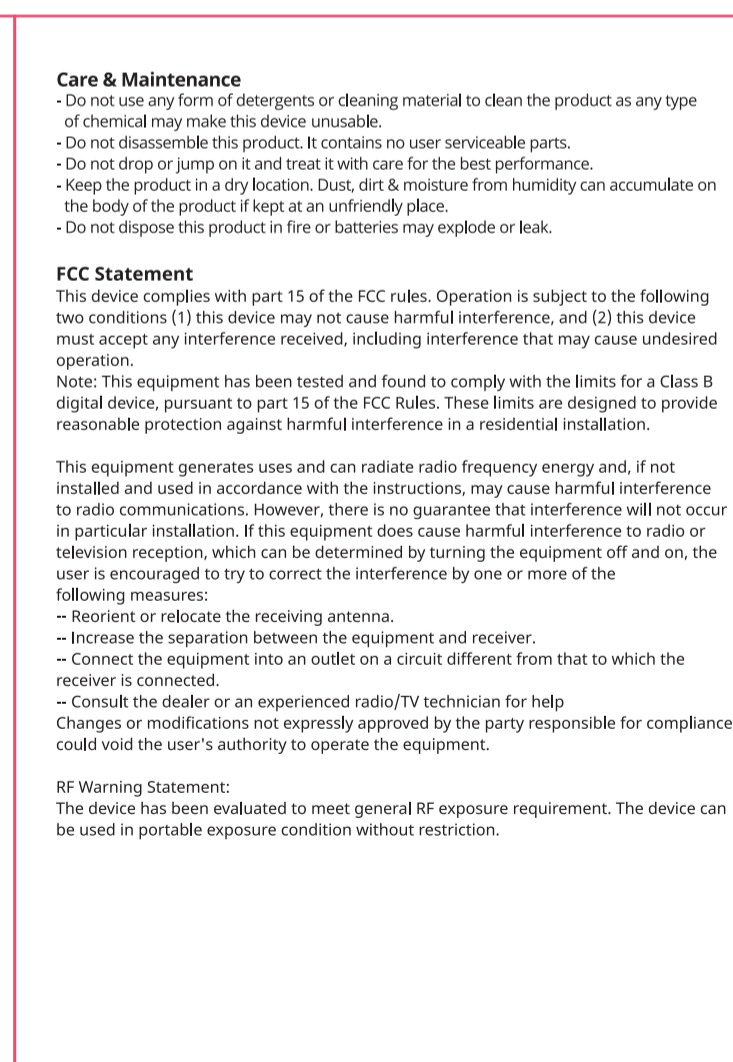 Care & Maintenance
- Do not use any form of detergents or cleaning material to clean the product as any type
of chemical may make this device unusable.
- Do not disassemble this product. It contains no user serviceable parts.
- Do not drop or jump on it and treat it with care for the best performance.
- Keep the product in a dry location. Dust, dirt & moisture from humidity can accumulate on
the body of the product if kept at an unfriendly place.
- Do not dispose this product in fire or batteries may explode or leak.
FCC Statement
This device complies with part 15 of the FCC rules. Operation is subject to the following
two conditions (1) this device may not cause harmful interference, and (2) this device
must accept any interference received, including interference that may cause undesired
operation.
Note: This equipment has been tested and found to comply with the limits for a Class B
digital device, pursuant to part 15 of the FCC Rules. These limits are designed to provide
reasonable protection against harmful interference in a residential installation.
This equipment generates uses and can radiate radio frequency energy and, if not
installed and used in accordance with the instructions, may cause harmful interference
to radio communications. However, there is no guarantee that interference will not occur
in particular installation. If this equipment does cause harmful interference to radio or
television reception, which can be determined by turning the equipment off and on, the
user is encouraged to try to correct the interference by one or more of the
following measures:
-- Reorient or relocate the receiving antenna.
-- Increase the separation between the equipment and receiver.
-- Connect the equipment into an outlet on a circuit different from that to which the
receiver is connected.
-- Consult the dealer or an experienced radio/TV technician for help
Changes or modifications not expressly approved by the party responsible for compliance
could void the user's authority to operate the equipment.
RF Warning Statement:
The device has been evaluated to meet general RF exposure requirement. The device can
be used in portable exposure condition without restriction.